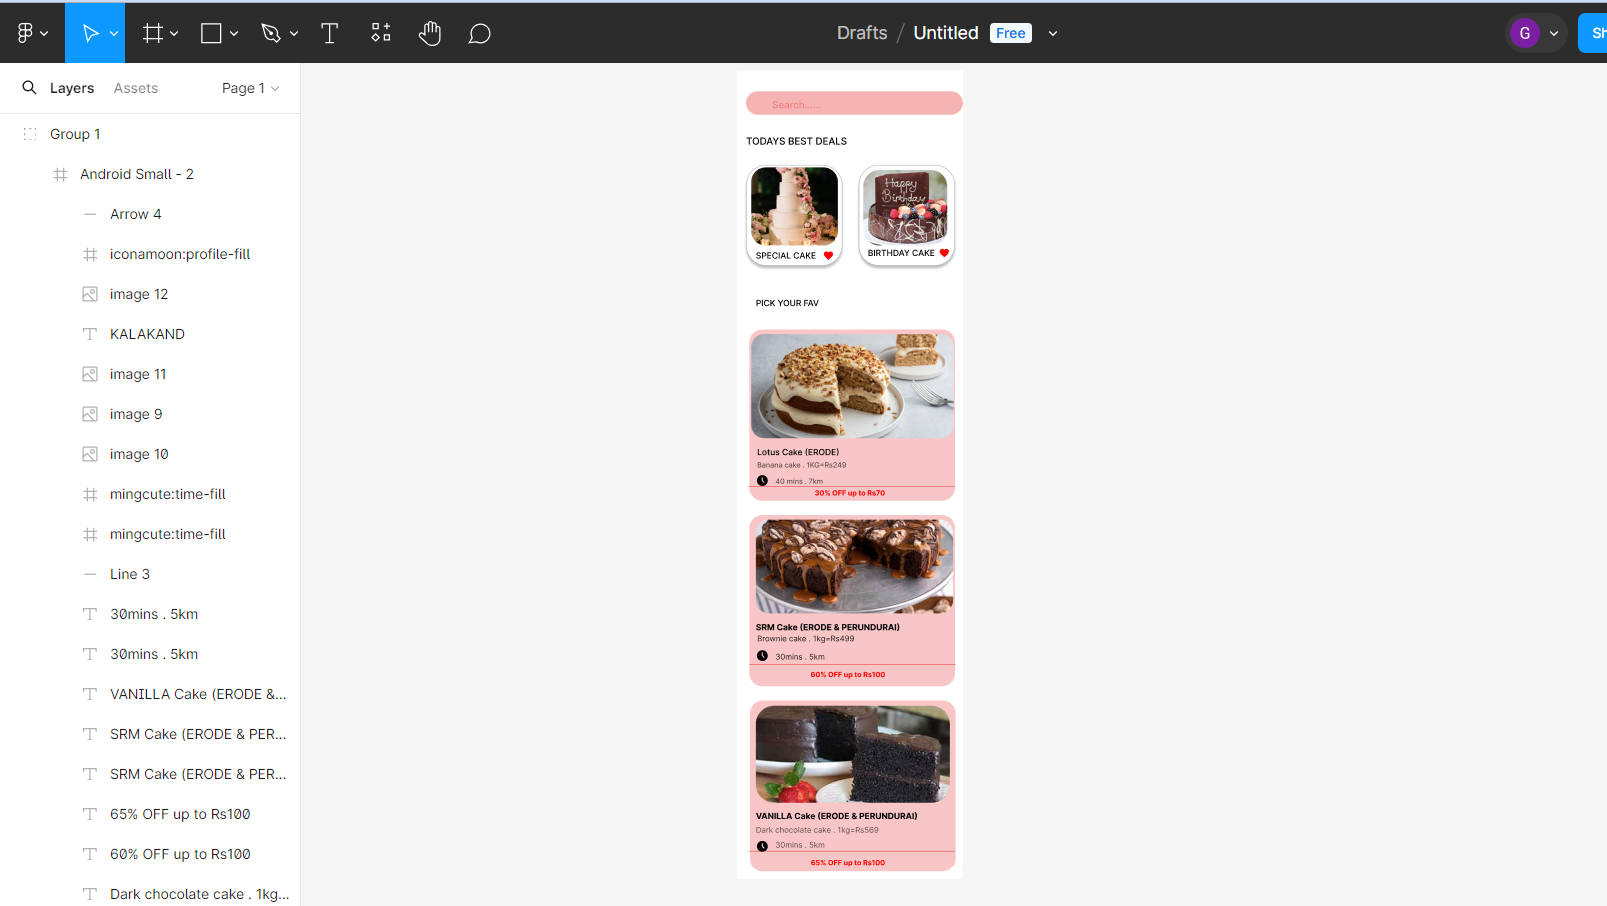 Drafts / Untitled Free
G
Sh
Layers Assets Page 1
Group 1
Android Small - 2
Arrow 4
iconamoon:profile-fill
image 12
KALAKAND
image 11
image 9
image 10
mingcute:time-fill
mingcute:time-fill
Line 3
30mins . 5km
30mins . 5km
VANILLA Cake (ERODE &...
SRM Cake (ERODE & PER...
SRM Cake (ERODE & PER...
65% OFF up to Rs100
60% OFF up to Rs100
Dark chocolate cake . 1kg...
Search......
TODAYS BEST DEALS
Happy
Birthday
SPECIAL CAKE
BIRTHDAY CAKE
PICK YOUR FAV
Lotus Cake (ERODE)
Banana cake . 1KG=Rs249
40 mins . 7km
30% OFF up to Rs70
SRM Cake (ERODE & PERUNDURAI)
Brownie cake . 1kg=Rs499
30mins . 5km
60% OFF up to Rs100
VANILLA Cake (ERODE & PERUNDURAI)
Dark chocolate cake . 1kg=Rs569
30mins . 5km
65% OFF up to Rs100